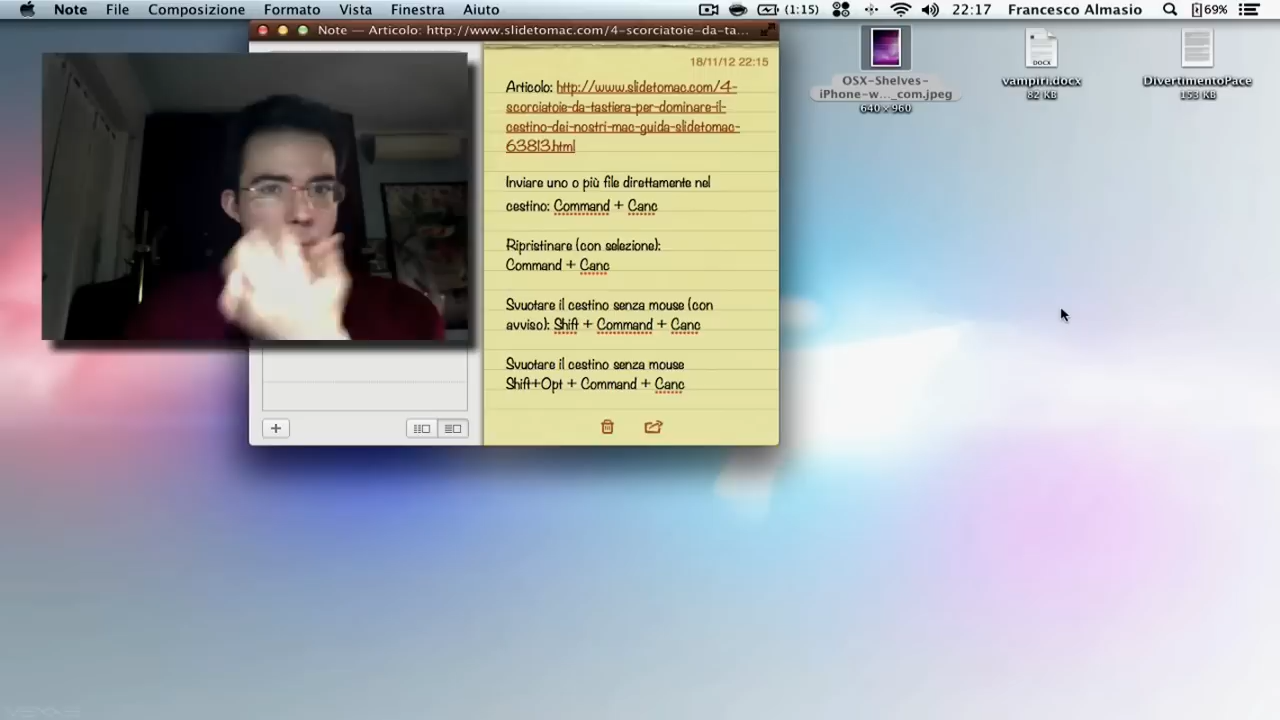 Note File Composizione Formato Vista Finestra Aiuto (1:15) 22:17 Francesco Almasio 69%
Note — Articolo: http://www.slidetomac.com/4-scorciatoie-da-ta...
18/11/12 22:15
Articolo: http://www.slidetomac.com/4-
scorciatoie-da-tastiera-per-dominare-il-
cestino-dei-nostri-mac-guida-slidetomac-
63813.html
Inviare uno o più file direttamente nel
cestino: Command + Canc
Ripristinare (con selezione):
Command + Canc
Svuotare il cestino senza mouse (con
avviso): Shift + Command + Canc
Svuotare il cestino senza mouse
Shift+Opt + Command + Canc
OSX-Shelves-
iPhone-w..._com.jpeg
640 × 960
DOCX
vampiri.docx
82 KB
DivertimentoPace
153 KB